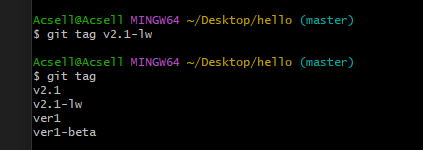 Acsell@Acsell MINGW64 ~/Desktop/hello (master)
$ git tag v2.1-lw
Acsell@Acsell MINGW64 ~/Desktop/hello (master)
$ git tag
v2.1
v2.1-lw
ver1
ver1-beta